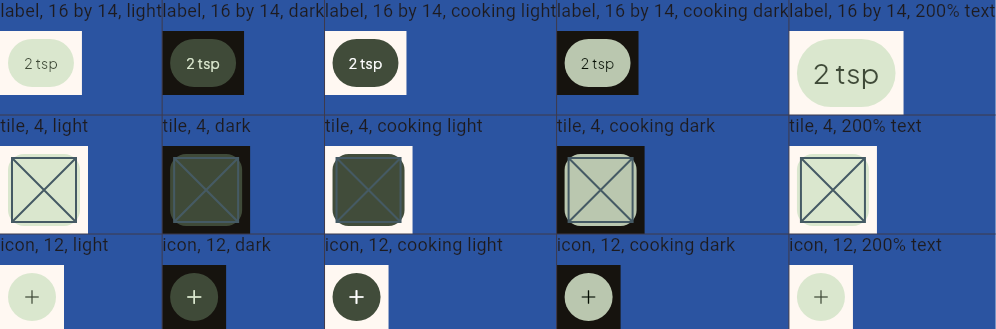 label, 16 by 14, light
label, 16 by 14, dark
label, 16 by 14, cooking light
label, 16 by 14, cooking dark
label, 16 by 14, 200% text
2 tsp
2 tsp
2 tsp
2 tsp
2 tsp
tile, 4, light
tile, 4, dark
tile, 4, cooking light
tile, 4, cooking dark
tile, 4, 200% text
icon, 12, light
icon, 12, dark
icon, 12, cooking light
icon, 12, cooking dark
icon, 12, 200% text